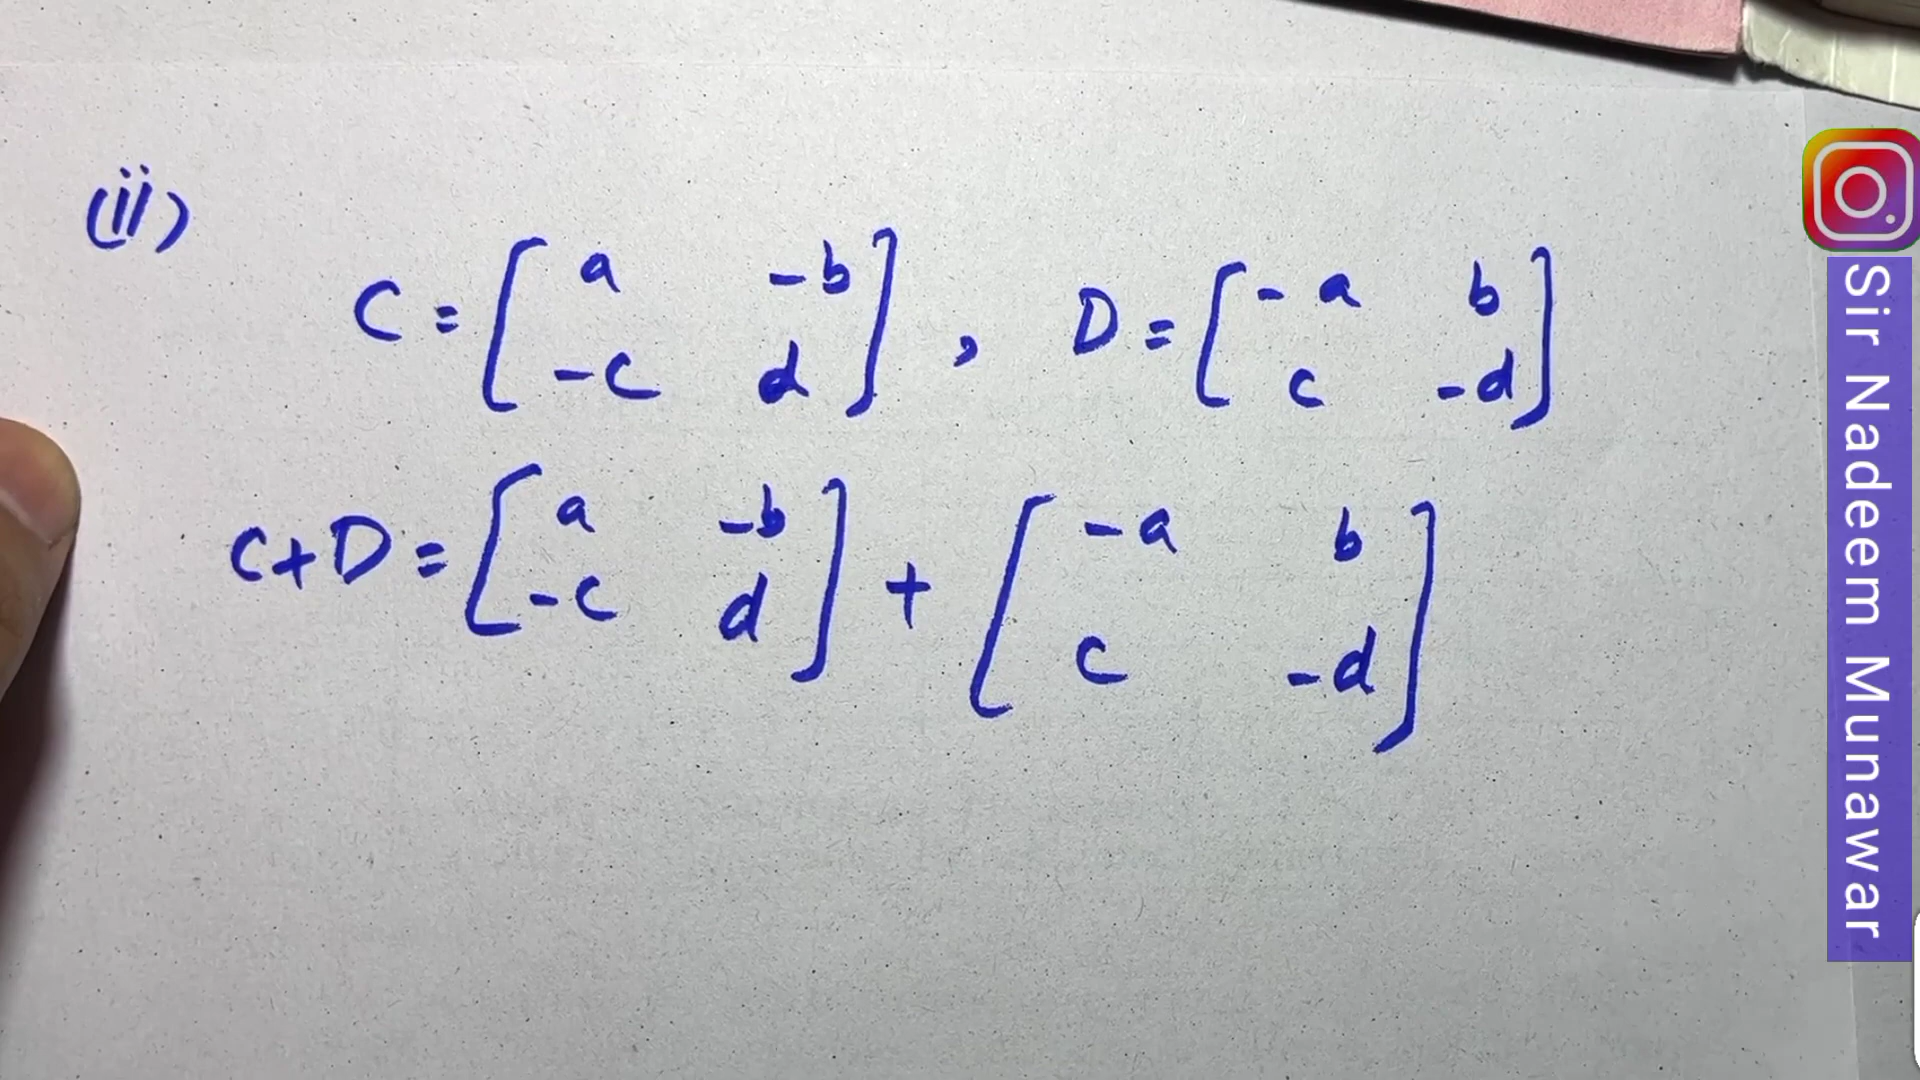 (ii)
C = [ a -b ] , D = [ -a b ]
[ -c d ] [ c -d ]
C+D = [ a -b ] + [ -a b ]
[ -c d ] [ c -d ]
Sir Nadeem Munawar